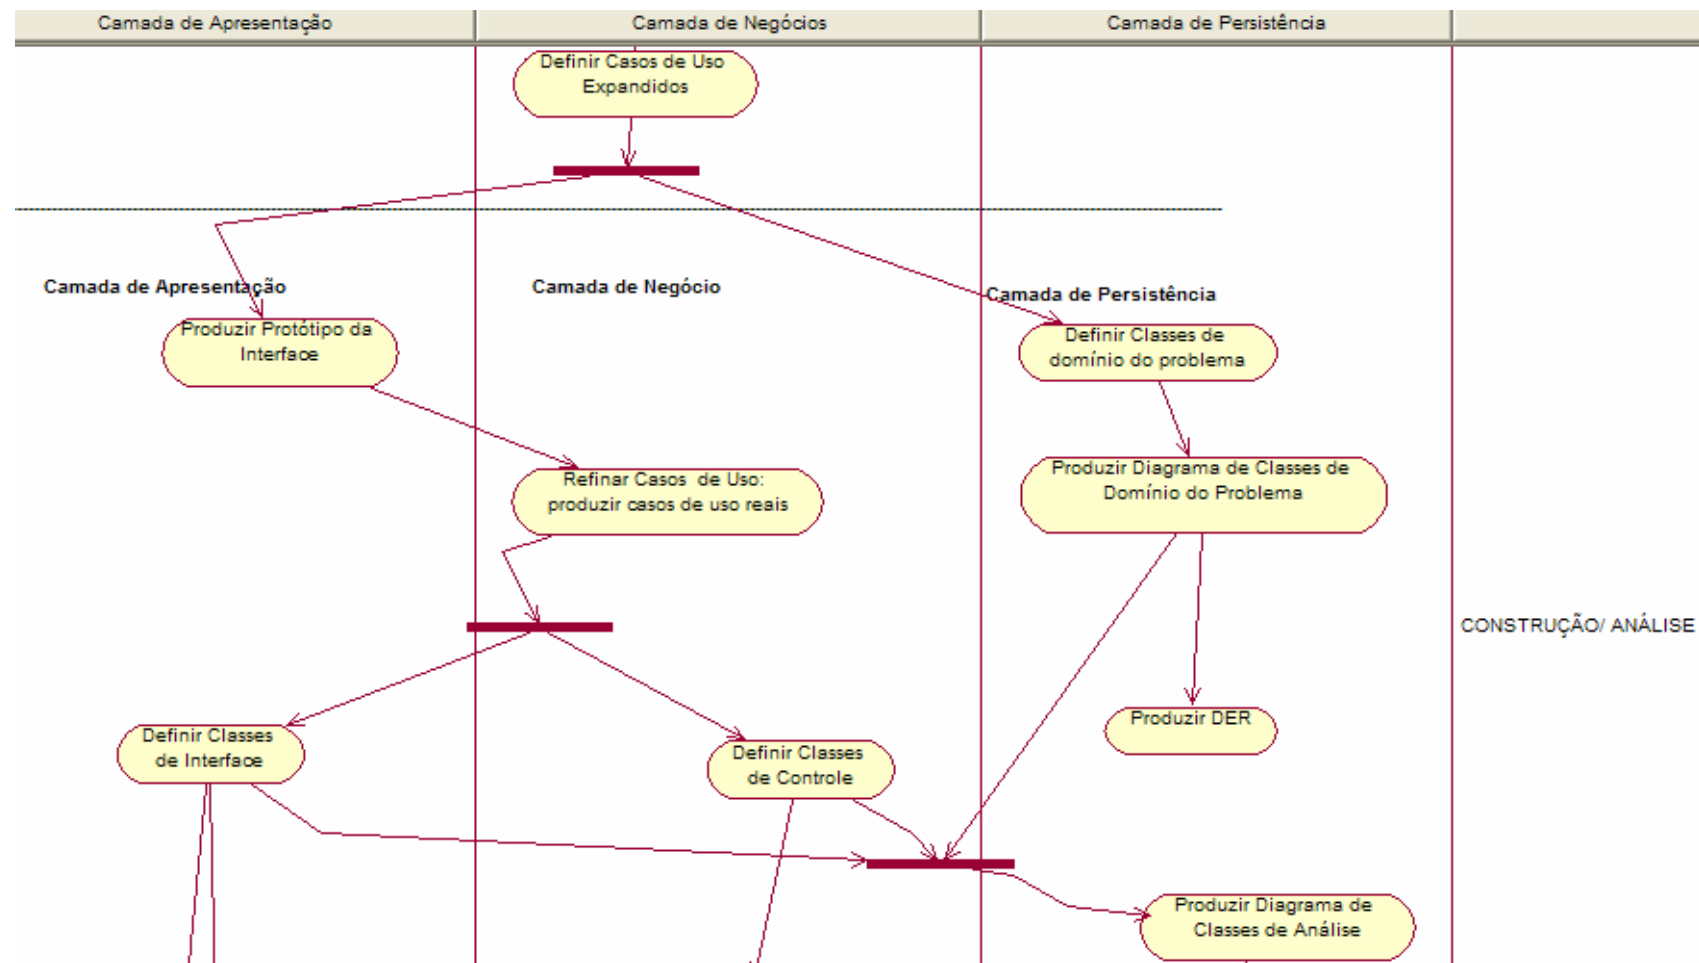 Camada de Apresentação
Camada de Negócios
Camada de Persistência
Definir Casos de Uso
Expandidos
Camada de Apresentação
Camada de Negócio
Camada de Persistência
Produzir Protótipo da
Interface
Definir Classes de
domínio do problema
Refinar Casos de Uso:
produzir casos de uso reais
Produzir Diagrama de Classes de
Domínio do Problema
CONSTRUÇÃO/ ANÁLISE
Produzir DER
Definir Classes
de Interface
Definir Classes
de Controle
Produzir Diagrama de
Classes de Análise